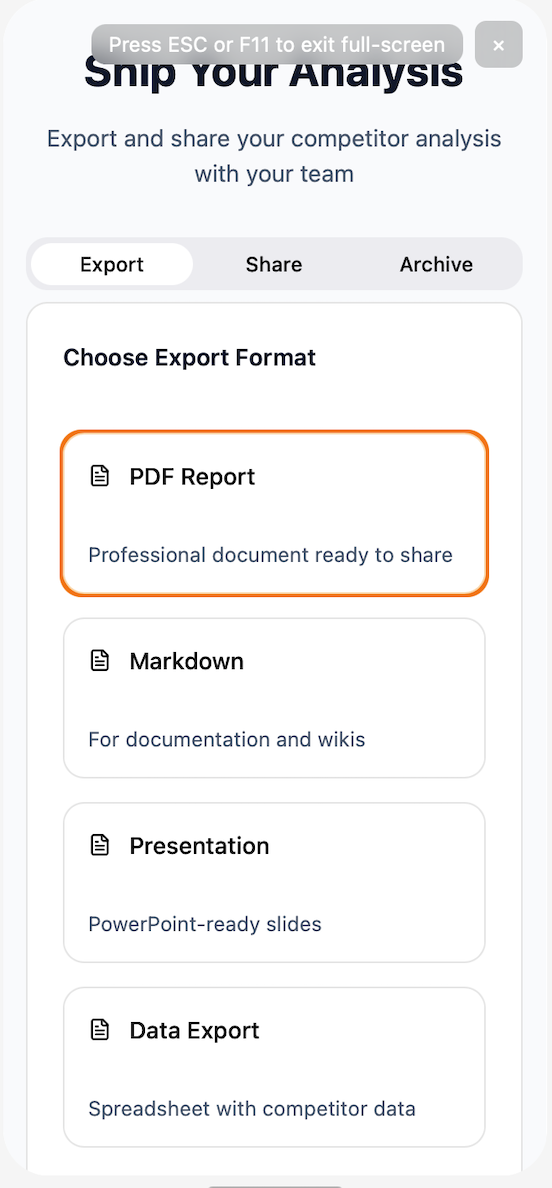 Press ESC or F11 to exit full-screen
×
Ship Your Analysis
Export and share your competitor analysis
with your team
Export Share Archive
Choose Export Format
PDF Report
Professional document ready to share
Markdown
For documentation and wikis
Presentation
PowerPoint-ready slides
Data Export
Spreadsheet with competitor data